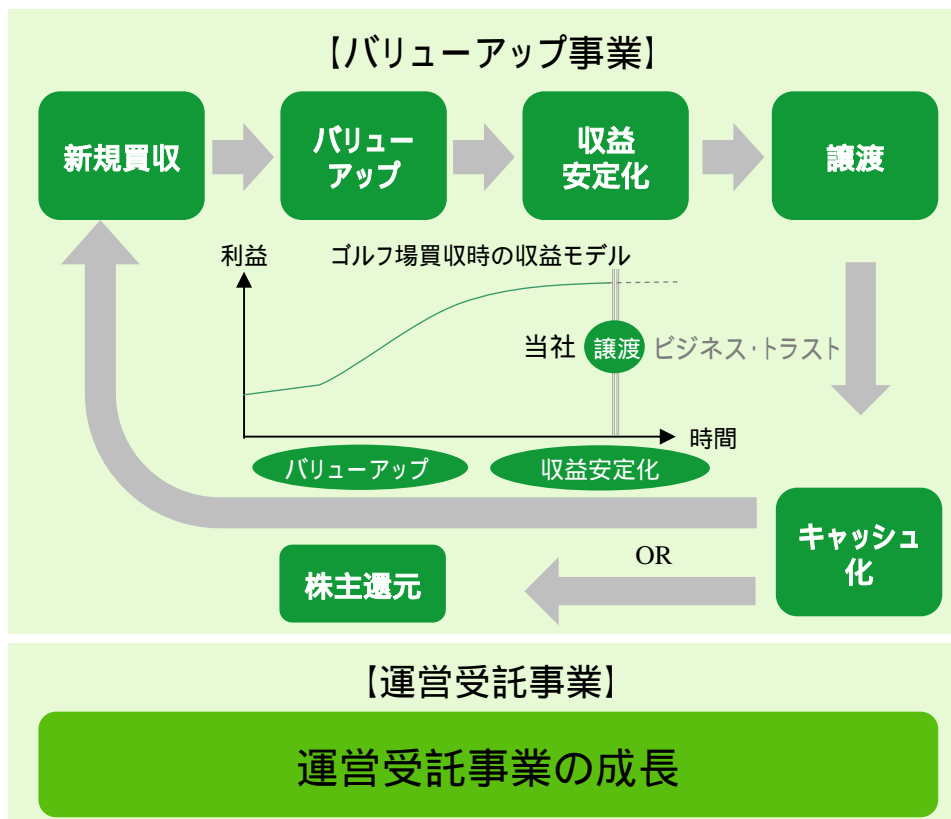 【バリューアップ事業】
新規買収
バリュー
アップ
収益
安定化
譲渡
利益
ゴルフ場買収時の収益モデル
当社
譲渡
ビジネス・トラスト
時間
バリューアップ
収益安定化
キャッシュ
化
OR
株主還元
【運営受託事業】
運営受託事業の成長